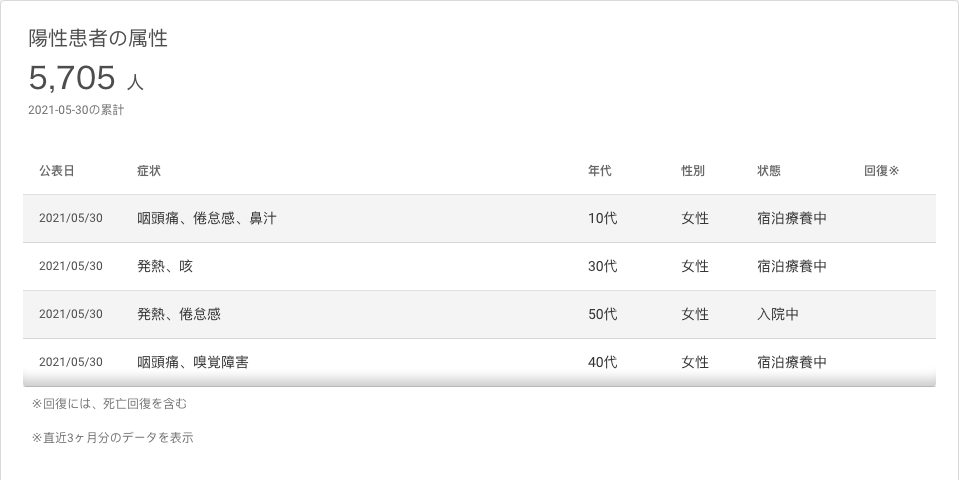 陽性患者の属性
5,705 人
2021-05-30の累計
公表日 症状 年代 性別 状態 回復※
2021/05/30 咽頭痛、倦怠感、鼻汁 10代 女性 宿泊療養中
2021/05/30 発熱、咳 30代 女性 宿泊療養中
2021/05/30 発熱、倦怠感 50代 女性 入院中
2021/05/30 咽頭痛、嗅覚障害 40代 女性 宿泊療養中
※回復には、死亡回復を含む
※直近3ヶ月分のデータを表示